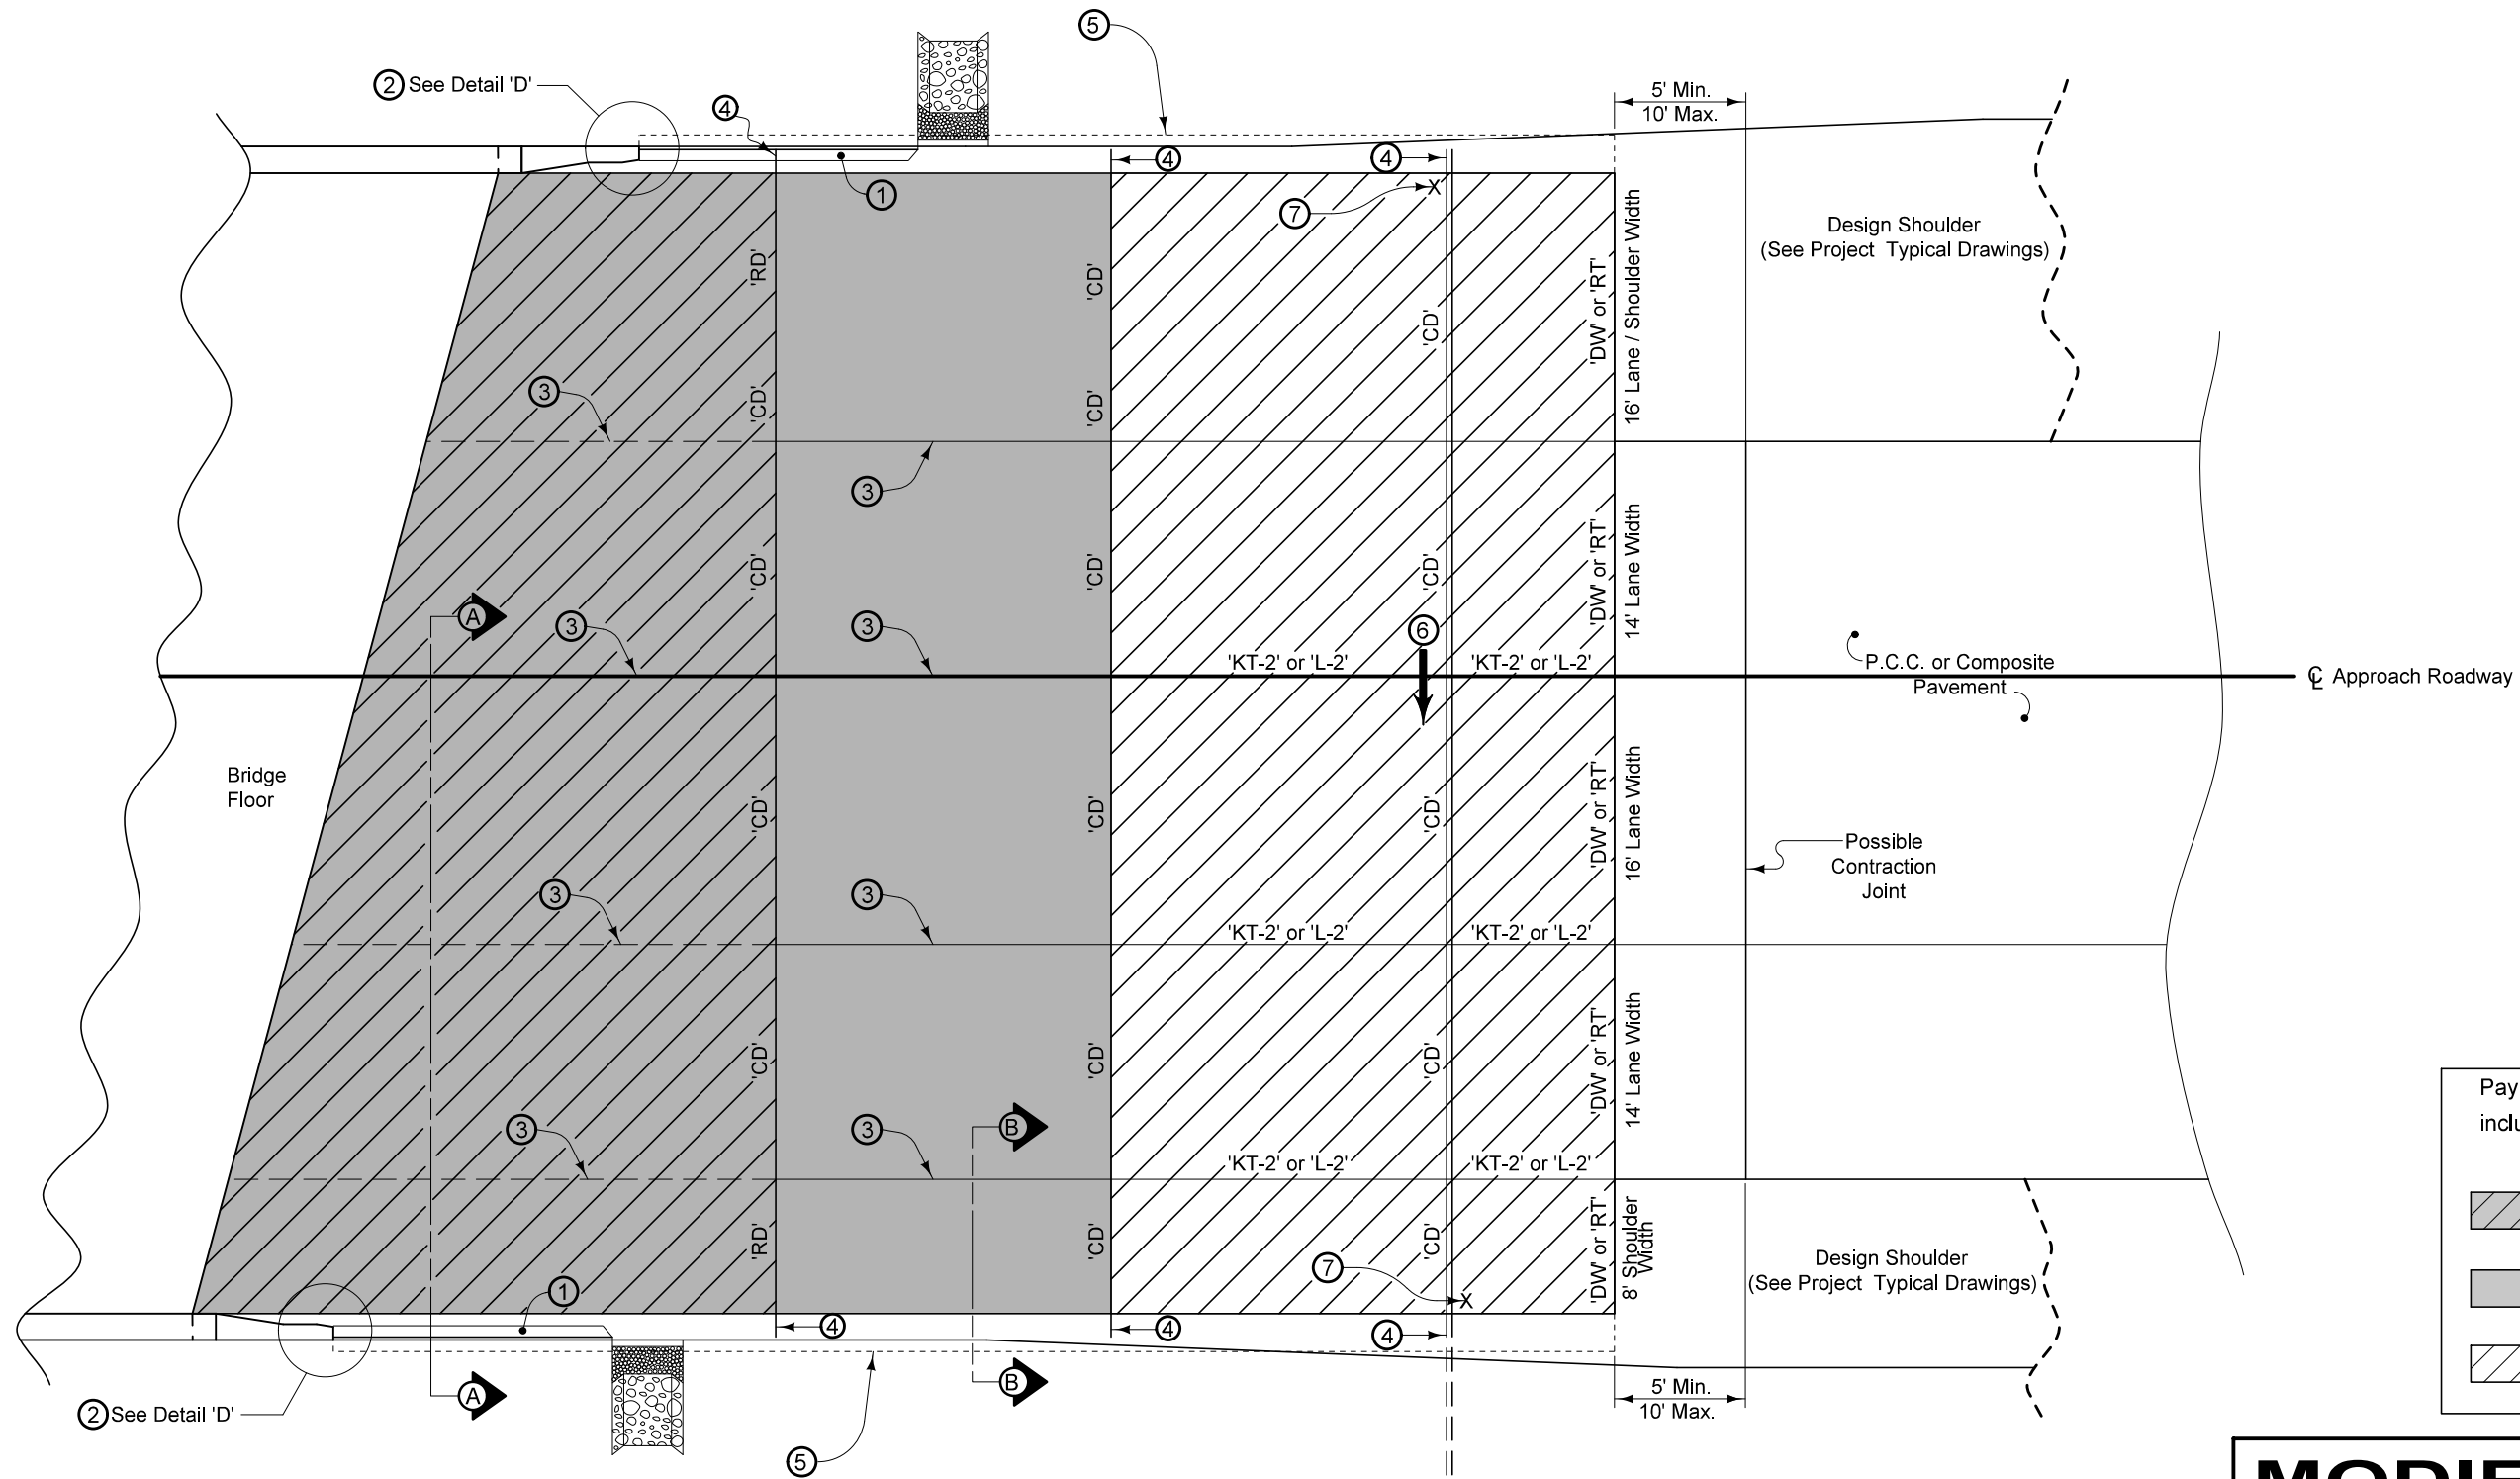 5
2 See Detail 'D'
4
5' Min.
10' Max.
4
4
1
7
Design Shoulder
(See Project Typical Drawings)
'RD'
'CD'
'CD'
'DW' or 'RT'
16' Lane / Shoulder Width
3
'CD'
'CD'
3
'CD'
'CD'
'CD'
'DW' or 'RT'
14' Lane Width
A
3
3
6
'KT-2' or 'L-2'
'KT-2' or 'L-2'
P.C.C. or Composite
Pavement
℄ Approach Roadway
Bridge
Floor
'CD'
'CD'
'CD'
'DW' or 'RT'
16' Lane Width
Possible
Contraction
Joint
3
3
'KT-2' or 'L-2'
'KT-2' or 'L-2'
'CD'
'CD'
'CD'
'DW' or 'RT'
14' Lane Width
Pay
3
3
B
'KT-2' or 'L-2'
'KT-2' or 'L-2'
'RD'
'CD'
'CD'
'DW' or 'RT'
8' Shoulder
Width
7
Design Shoulder
(See Project Typical Drawings)
1
4
4
4
A
B
5' Min.
10' Max.
2 See Detail 'D'
5